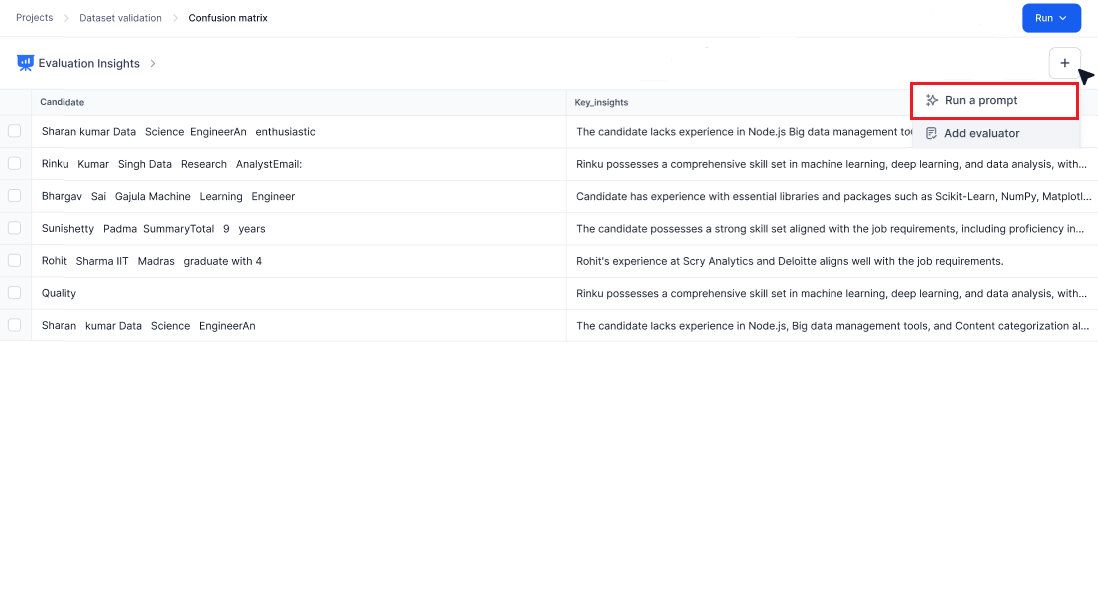 Projects Dataset validation Confusion matrix
Run
Evaluation Insights
+
Candidate Key_insights
Run a prompt
Sharan kumar Data Science EngineerAn enthusiastic The candidate lacks experience in Node.js Big data management
Add evaluator
Rinku Kumar Singh Data Research AnalystEmail: Rinku possesses a comprehensive skill set in machine learning, deep learning, and data analysis, with...
Bhargav Sai Gajula Machine Learning Engineer Candidate has experience with essential libraries and packages such as Scikit-Learn, NumPy, Matplotl...
Sunishetty Padma SummaryTotal 9 years The candidate possesses a strong skill set aligned with the job requirements, including proficiency in...
Rohit Sharma IIT Madras graduate with 4 Rohit's experience at Scry Analytics and Deloitte aligns well with the job requirements.
Quality Rinku possesses a comprehensive skill set in machine learning, deep learning, and data analysis, with...
Sharan kumar Data Science EngineerAn The candidate lacks experience in Node.js, Big data management tools, and Content categorization al...